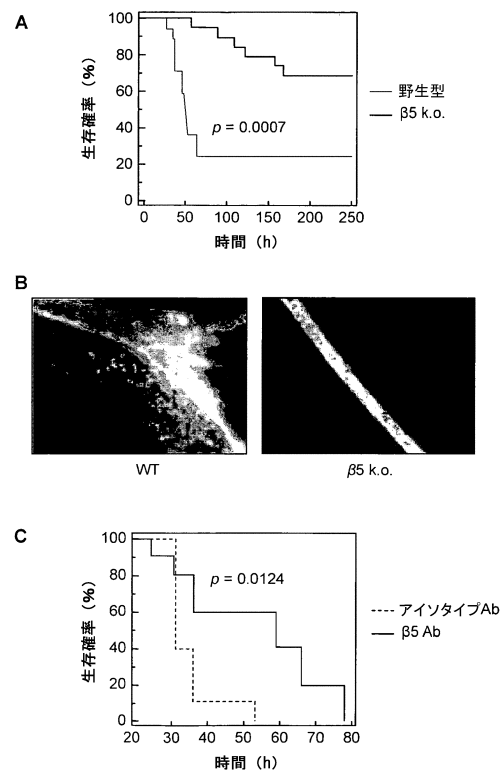 A
生存確率 (%)
100
80
60
40
20
0
p = 0.0007
野生型
β5 k.o.
0 50 100 150 200 250
時間 (h)
B
WT
β5 k.o.
C
生存確率 (%)
100
80
60
40
20
0
p = 0.0124
アイソタイプAb
β5 Ab
20 30 40 50 60 70 80
時間 (h)